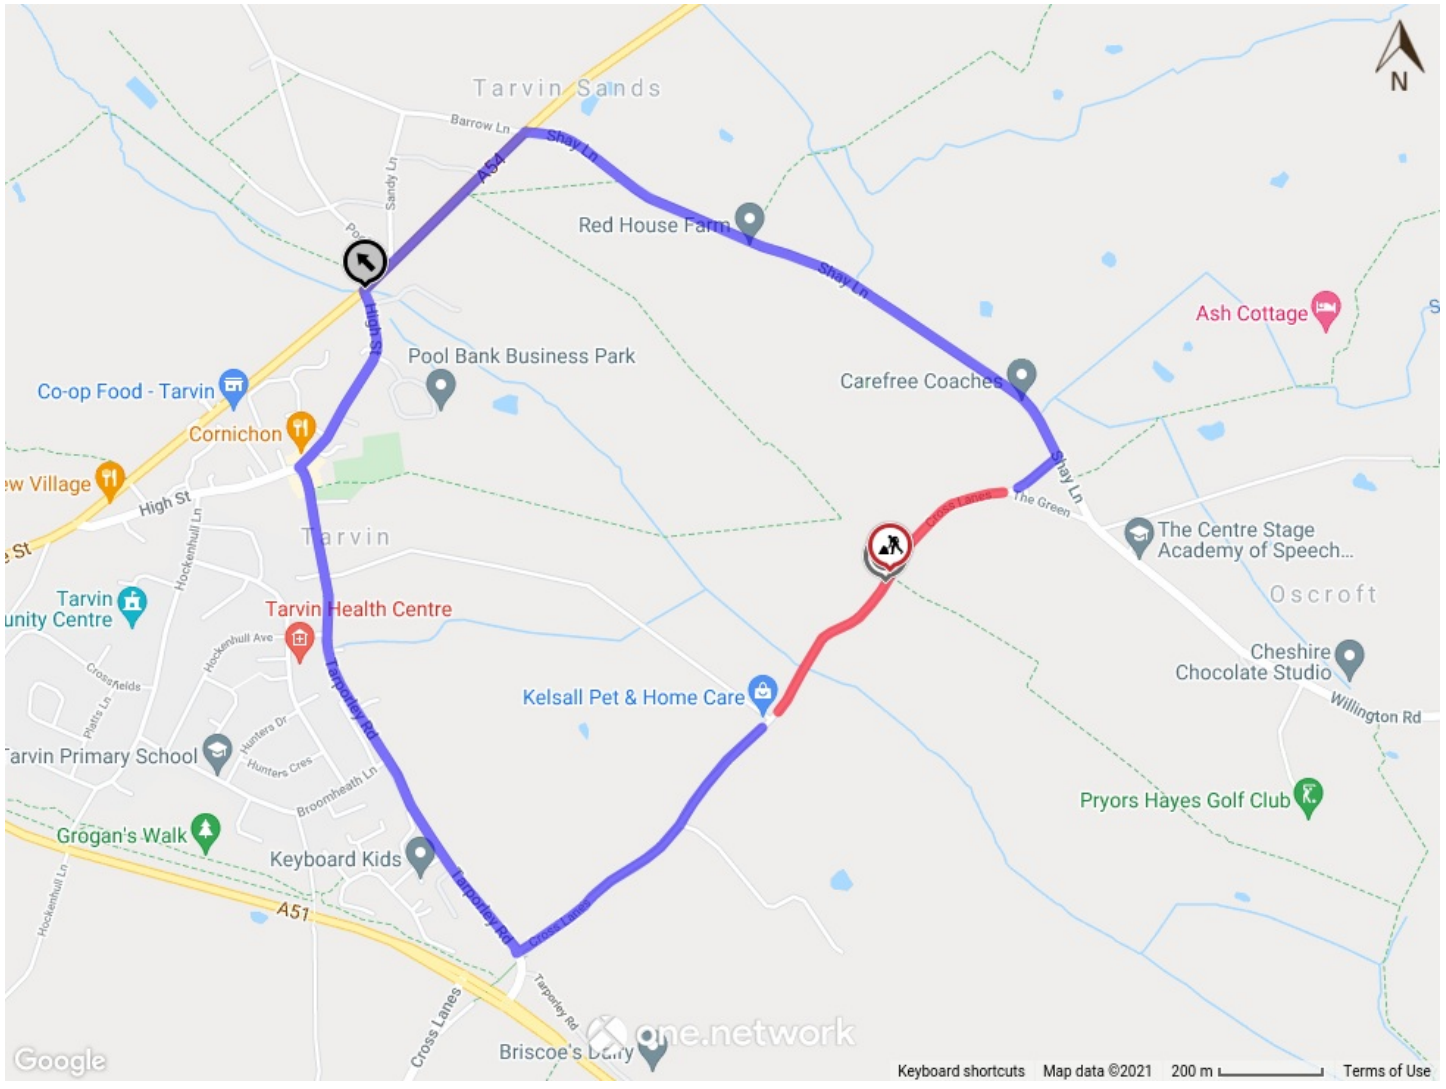 N
Tarvin Sands
Barrow Ln
Shay Ln
A54
Sandy Ln
Red House Farm
Shay Ln
Ash Cottage
High St
Pool Bank Business Park
Co-op Food - Tarvin
Carefree Coaches
Cornichon
Shay Ln
ew Village
High St
Cross Lanes
The Green
Tarvin
The Centre Stage
Academy of Speech...
e St
Hockenhull Ln
Oscroft
Tarvin
unity Centre
Tarvin Health Centre
Hockenhull Ave
Cheshire
Chocolate Studio
Crossfields
Kelsall Pet & Home Care
Tarporley Rd
Platts Ln
Willington Rd
Hunters Dr
Tarvin Primary School
Hunters Cres
Broomheath Ln
Pryors Hayes Golf Club
Grogan's Walk
Keyboard Kids
Hockenhull Ln
A51
Tarporley Rd
Cross Lanes
Tarporley Rd
Cross Lanes
one.network
Briscoe's Dairy
Google
Keyboard shortcuts Map data ©2021 200 m Terms of Use